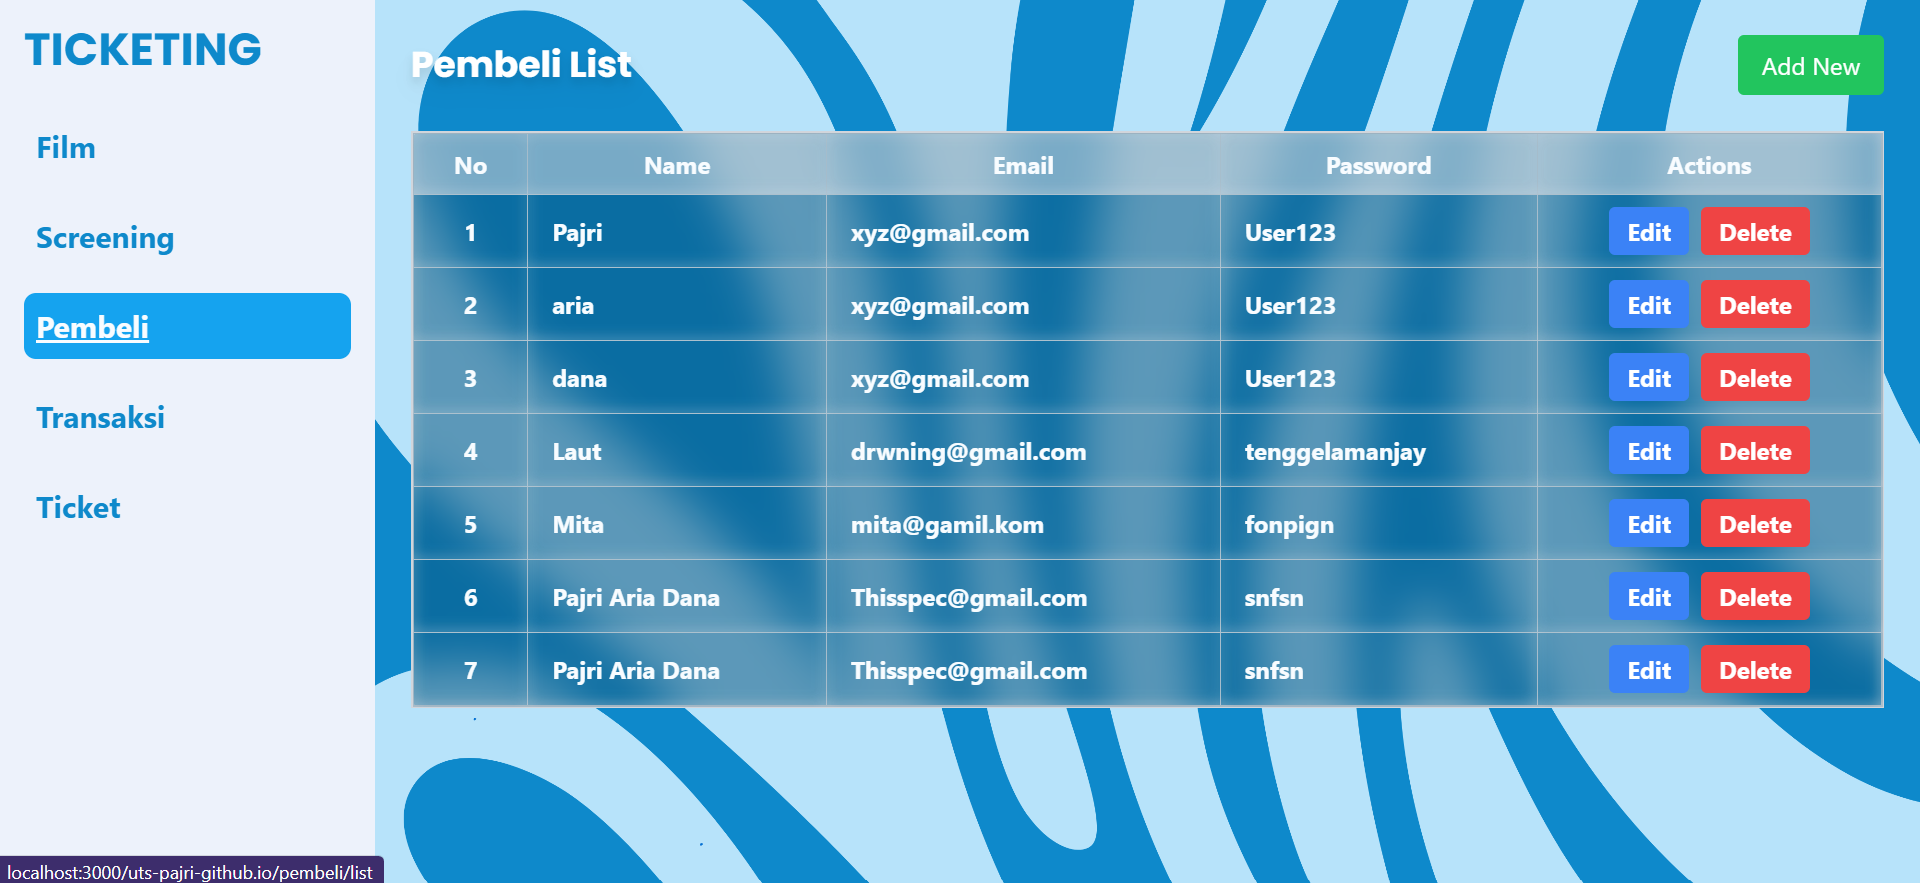 TICKETING
Film
Screening
Pembeli
Transaksi
Ticket
Pembeli List
Add New
No Name Email Password Actions
1 Pajri xyz@gmail.com User123 Edit Delete
2 aria xyz@gmail.com User123 Edit Delete
3 dana xyz@gmail.com User123 Edit Delete
4 Laut drwning@gmail.com tenggelamanjay Edit Delete
5 Mita mita@gamil.kom fonpign Edit Delete
6 Pajri Aria Dana Thisspec@gmail.com snfsn Edit Delete
7 Pajri Aria Dana Thisspec@gmail.com snfsn Edit Delete
localhost:3000/uts-pajri-github.io/pembeli/list